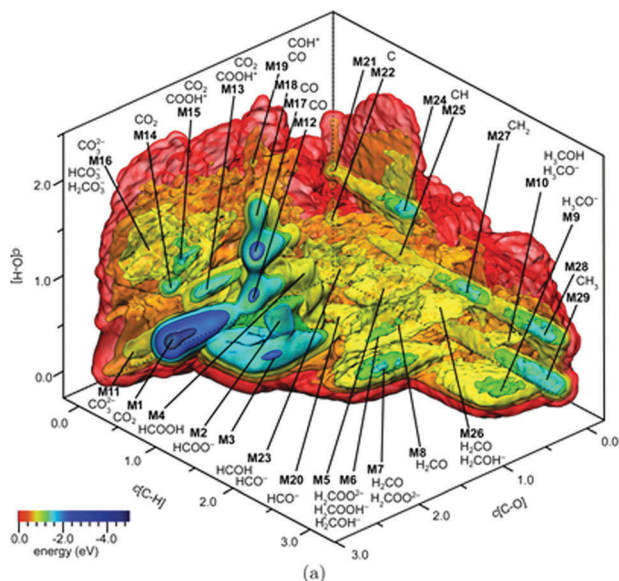 COH*
CO
M19
CO₂
COOH*
M13
CO
M18
CO
M17
M12
M21
C
M22
CO₂
COOH*
M15
CO₂
M14
CO₃²⁻
M16
HCO₃⁻
H₂CO₃⁻
M24
CH
M25
CH₂
M27
H₃COH
H₃CO⁻
M10
H₃CO⁻
M9
M28
CH₃
M29
c[O-H]
2.0
1.0
0.0
M11
CO₃²⁻
M1
CO₂
M4
HCOOH
M2
HCOO⁻
M3
M23
HCOH
HCO⁻
M20
HCO⁻
M5
H₂COO²⁻
H₂COOH⁻
H₂COH⁻
M6
M7
H₂CO
H₂COO²⁻
M8
H₂CO
M26
H₂CO
H₂COH⁻
0.0
1.0
2.0
3.0
c[C-H]
3.0
2.0
1.0
0.0
c[C-O]
0.0 -2.0 -4.0
energy (eV)
(a)